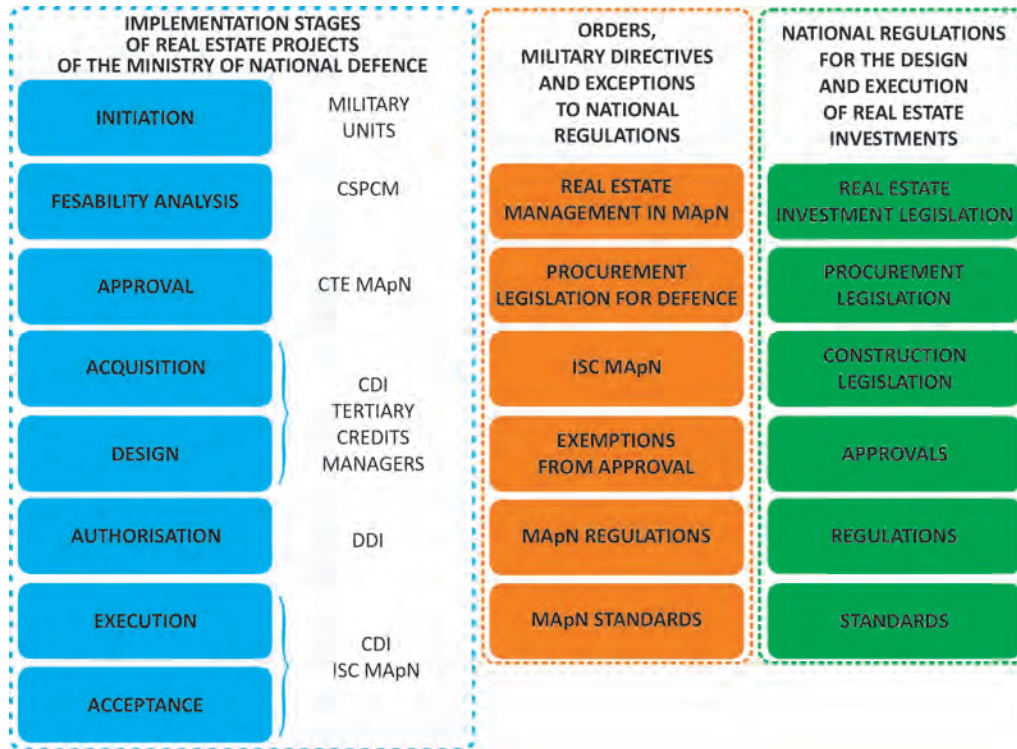 IMPLEMENTATION STAGES
OF REAL ESTATE PROJECTS
OF THE MINISTRY OF NATIONAL DEFENCE
INITIATION
MILITARY
UNITS
FESABILITY ANALYSIS
CSPCM
APPROVAL
CTE MApN
ACQUISITION
DESIGN
CDI
TERTIARY
CREDITS
MANAGERS
AUTHORISATION
DDI
EXECUTION
ACCEPTANCE
CDI
ISC MApN
ORDERS,
MILITARY DIRECTIVES
AND EXCEPTIONS
TO NATIONAL
REGULATIONS
REAL ESTATE
MANAGEMENT IN MApN
PROCUREMENT
LEGISLATION FOR DEFENCE
ISC MApN
EXEMPTIONS
FROM APPROVAL
MApN REGULATIONS
MApN STANDARDS
NATIONAL REGULATIONS
FOR THE DESIGN
AND EXECUTION
OF REAL ESTATE
INVESTMENTS
REAL ESTATE
INVESTMENT LEGISLATION
PROCUREMENT
LEGISLATION
CONSTRUCTION
LEGISLATION
APPROVALS
REGULATIONS
STANDARDS